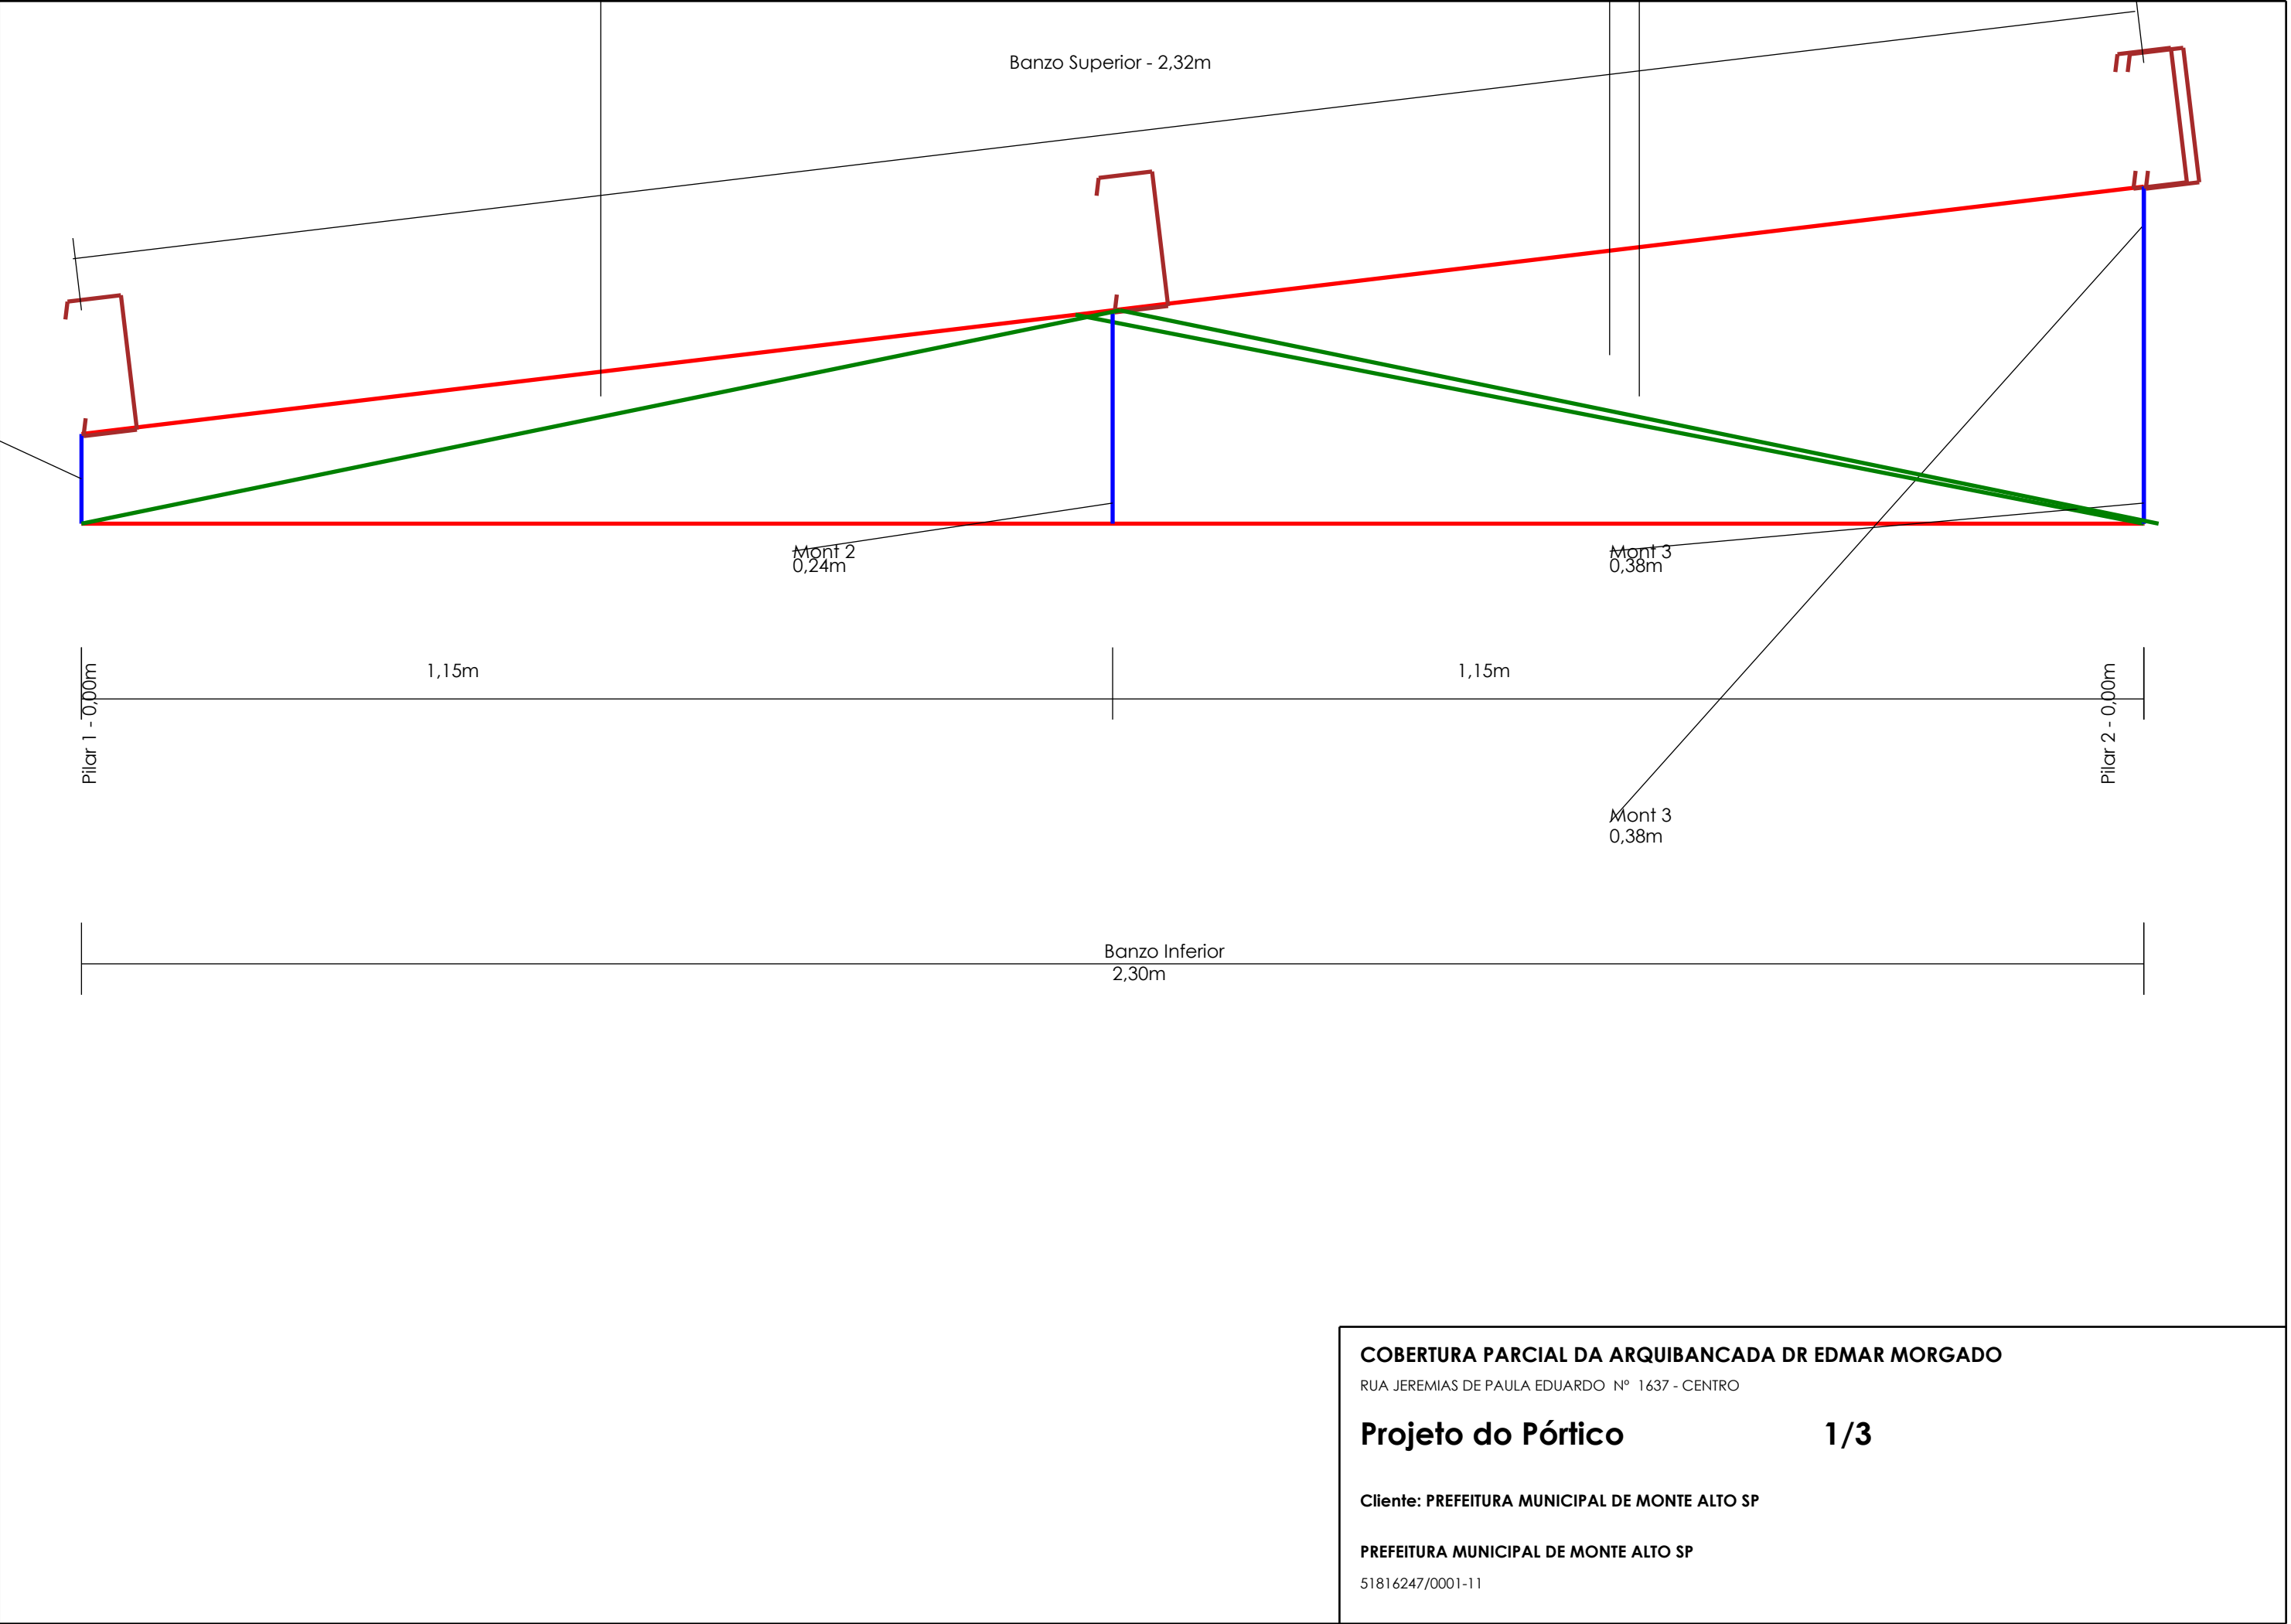 Banzo Superior - 2,32m
Mont 2
0,24m
Mont 3
0,38m
1,15m
1,15m
Pilar 1 - 0,00m
Pilar 2 - 0,00m
Mont 3
0,38m
Banzo Inferior
2,30m
COBERTURA PARCIAL DA ARQUIBANCADA DR EDMAR MORGADO
RUA JEREMIAS DE PAULA EDUARDO Nº 1637 - CENTRO
Projeto do Pórtico 1/3
Cliente: PREFEITURA MUNICIPAL DE MONTE ALTO SP
PREFEITURA MUNICIPAL DE MONTE ALTO SP
51816247/0001-11